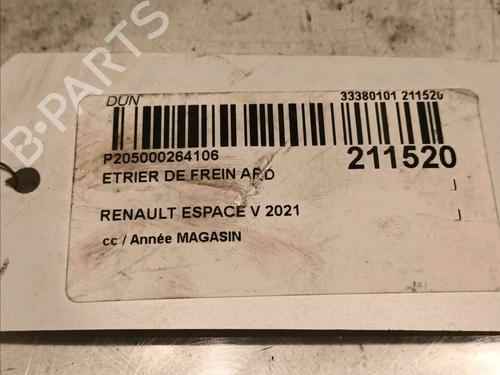 B-PARTS
DUN
33380101 211520
P205000264106
211520
ETRIER DE FREIN ARD
RENAULT ESPACE V 2021
cc / Année MAGASIN